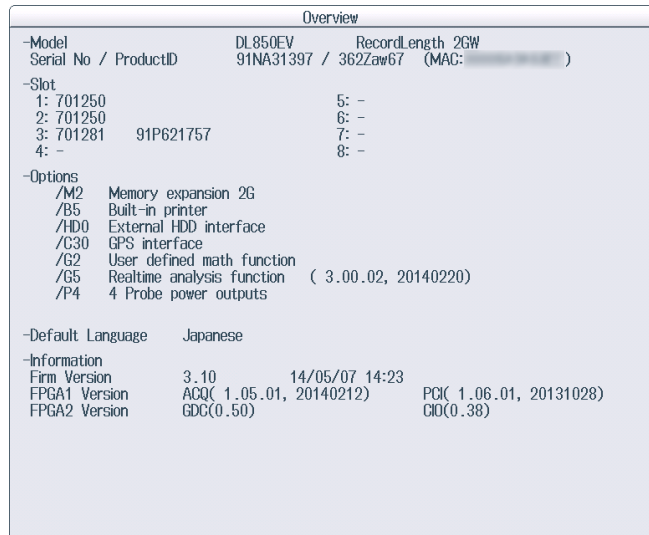 Overview
-Model DL850EV RecordLength 2GW
Serial No / ProductID 91NA31397 / 362Zaw67 (MAC: )
-Slot
1: 701250 5: -
2: 701250 6: -
3: 701281 91P621757 7: -
4: - 8: -
-Options
/M2 Memory expansion 2G
/B5 Built-in printer
/HD0 External HDD interface
/C30 GPS interface
/G2 User defined math function
/G5 Realtime analysis function ( 3.00.02, 20140220)
/P4 4 Probe power outputs
-Default Language Japanese
-Information
Firm Version 3.10 14/05/07 14:23
FPGA1 Version ACQ( 1.05.01, 20140212) PCI( 1.06.01, 20131028)
FPGA2 Version GDC(0.50) CIO(0.38)